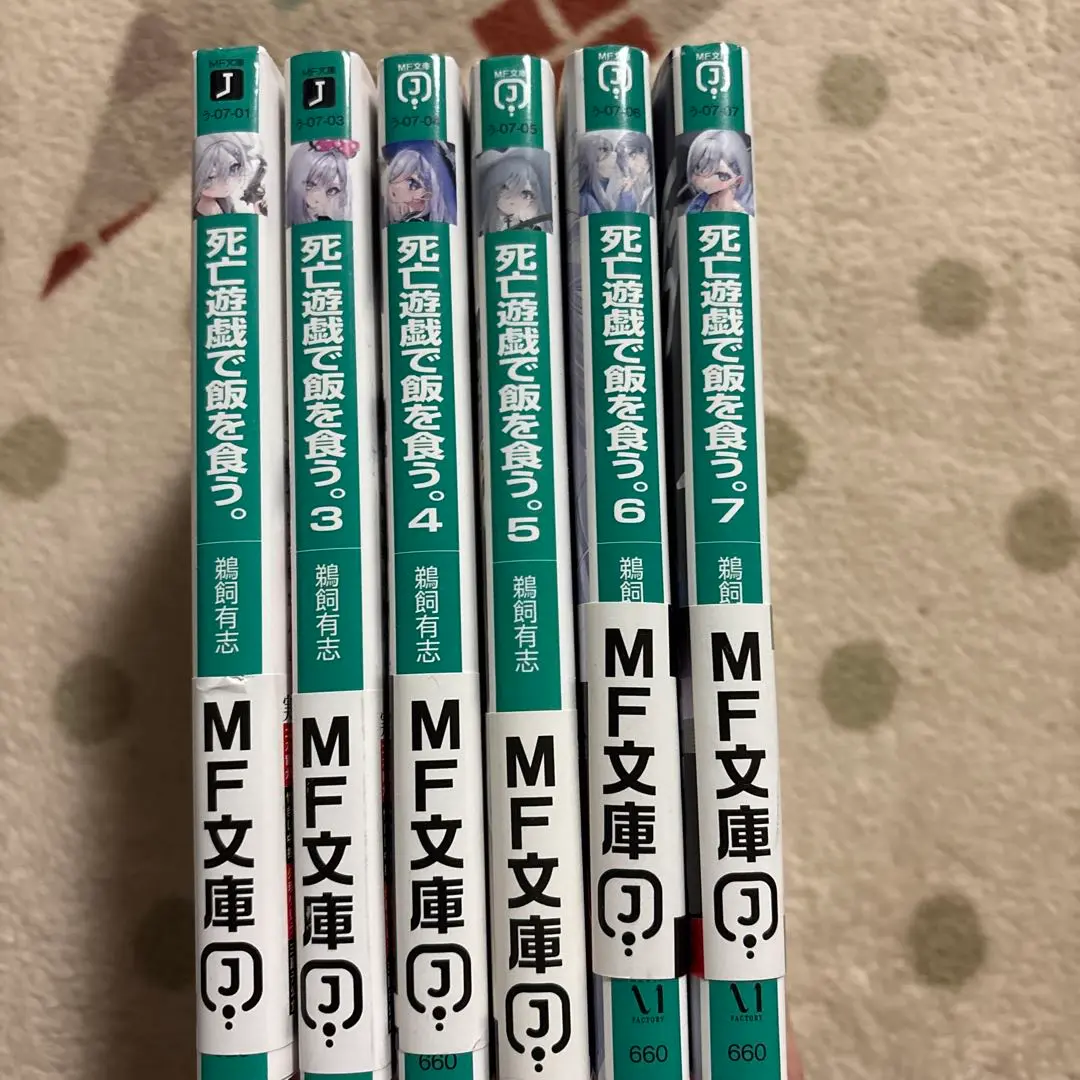 MF文庫
J
う-07-01
死亡遊戯で飯を食う。
鵜飼有志
MF文庫
J
MF文庫
J
う-07-03
死亡遊戯で飯を食う。3
鵜飼有志
MF文庫
J
MF文庫
J
う-07-04
死亡遊戯で飯を食う。4
鵜飼有志
MF文庫
J
660
MF文庫
J
う-07-05
死亡遊戯で飯を食う。5
鵜飼有志
MF文庫
J
MF文庫
J
う-07-06
死亡遊戯で飯を食う。6
鵜飼
MF文庫
J
FACTORY
660
MF文庫
J
う-07-07
死亡遊戯で飯を食う。7
鵜飼
MF文庫
J
FACTORY
660